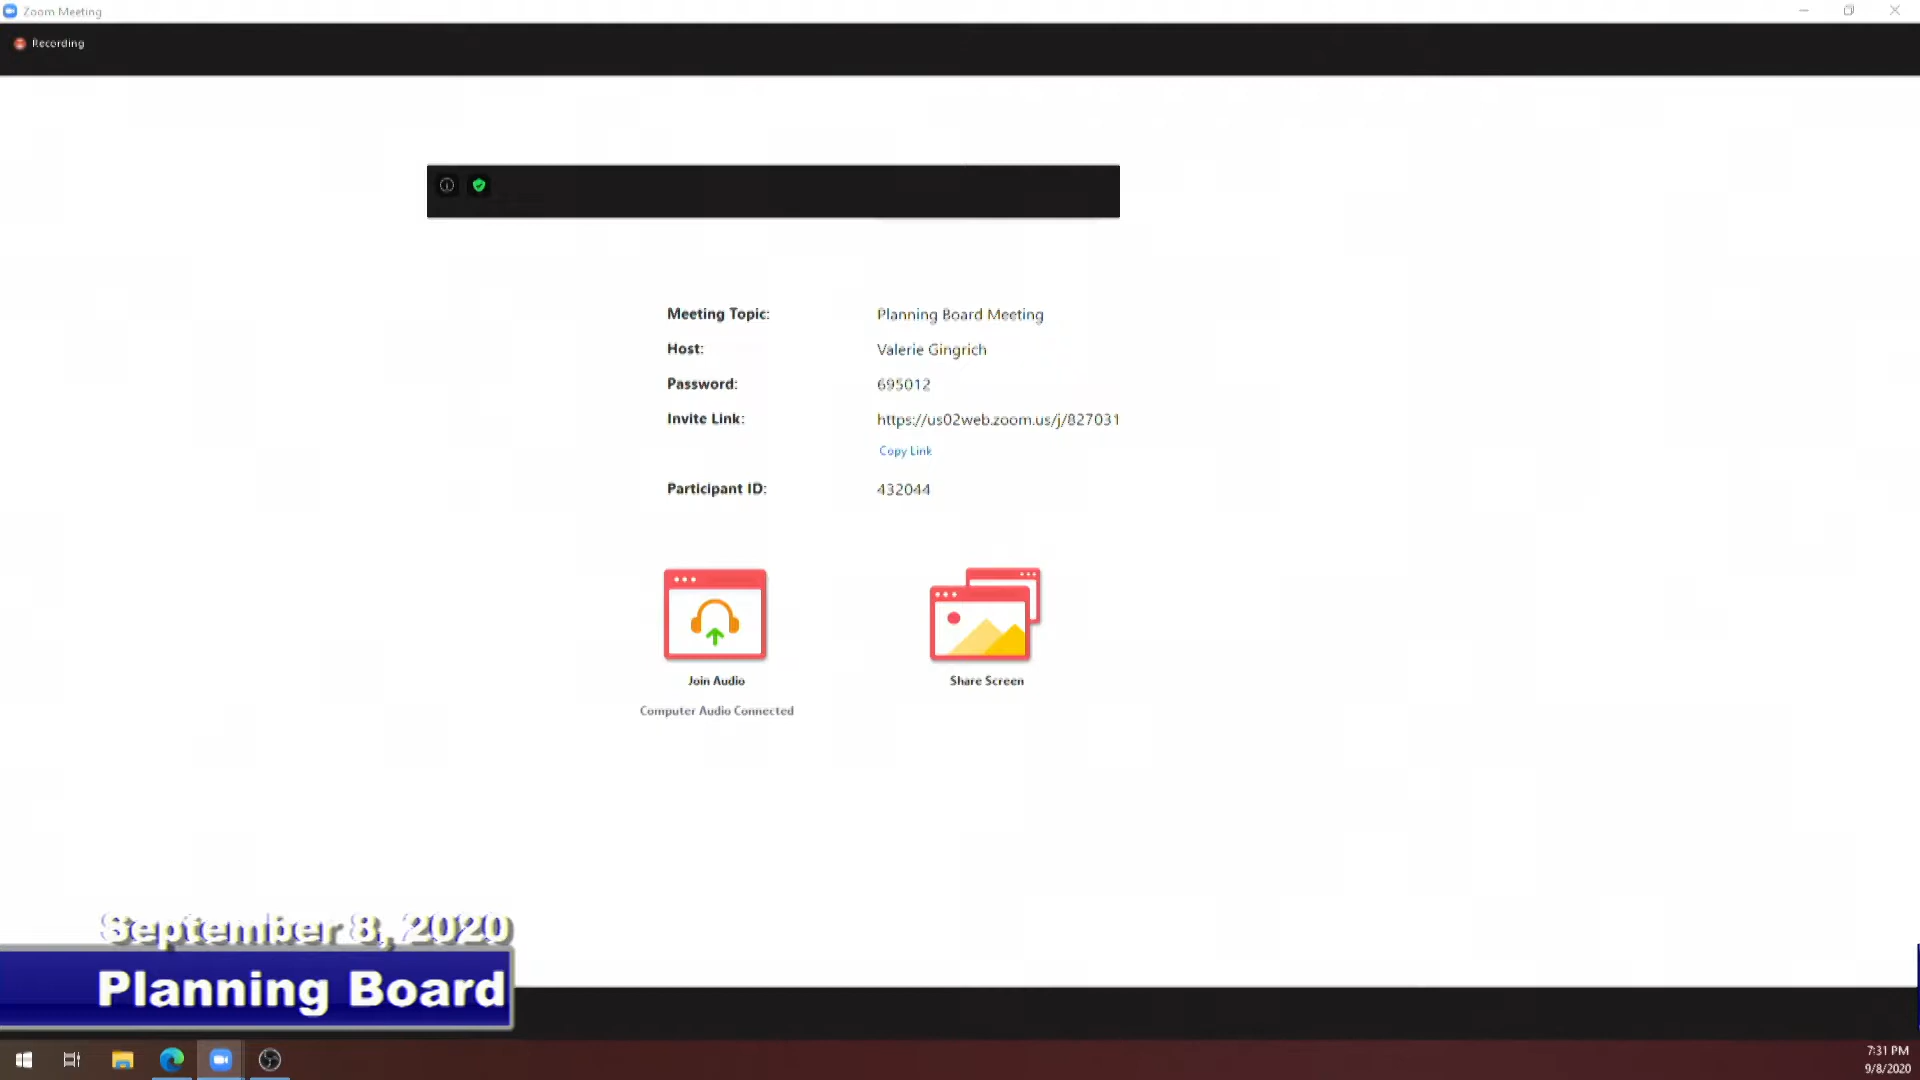 Zoom Meeting
Recording
Meeting Topic: Planning Board Meeting
Host: Valerie Gingrich
Password: 695012
Invite Link: https://us02web.zoom.us/j/827031
Copy Link
Participant ID: 432044
Join Audio
Share Screen
Computer Audio Connected
September 8, 2020
Planning Board
7:31 PM
9/8/2020